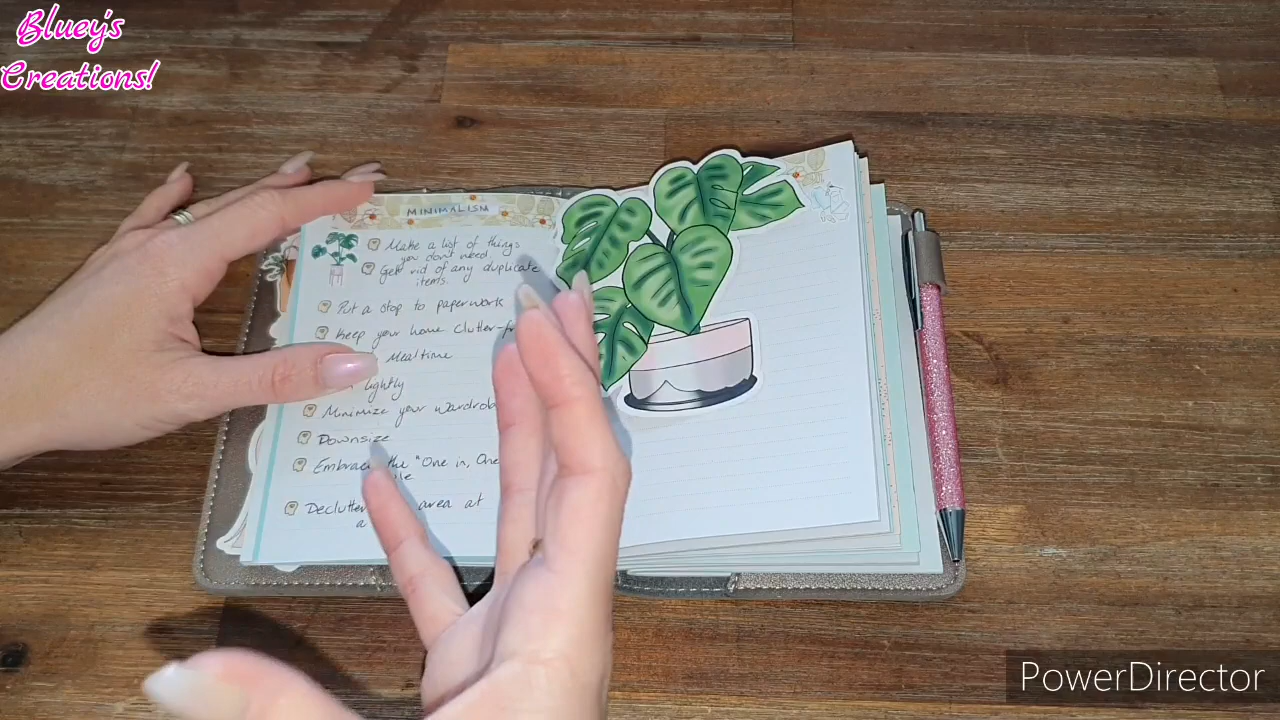 Bluey's
Creations!
MINIMALISM
Make a list of things
you don't need.
Get rid of any duplicate
items.
Put a stop to paperwork
Keep your home clutter-fr
Mealtime
lightly
Minimize your wardrob
Downsize
Embrace the "One in, One
Declutter area at
a
PowerDirector